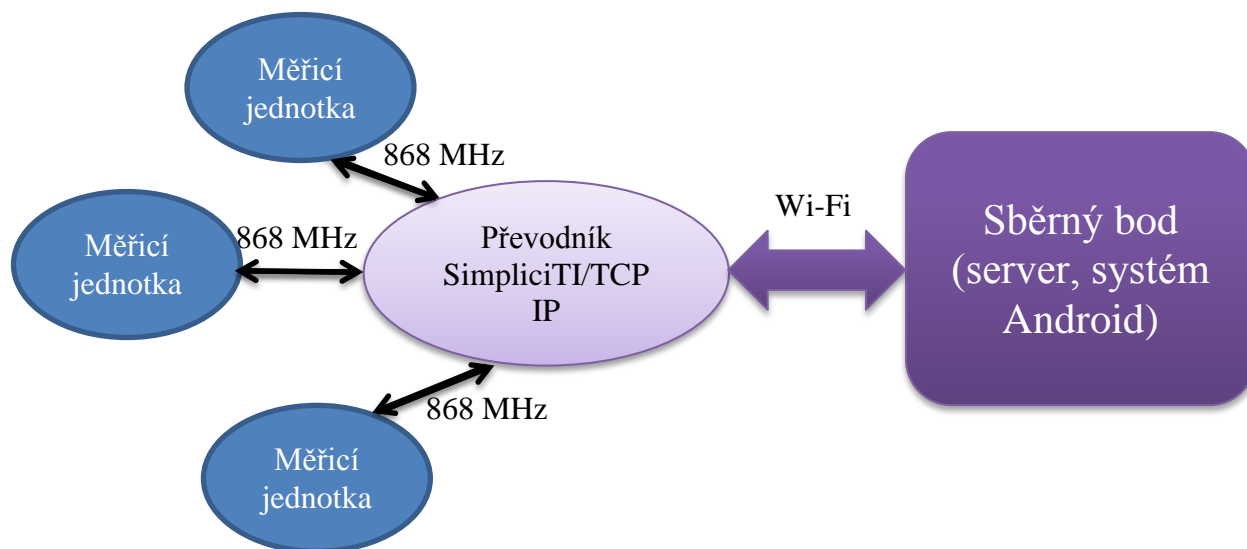 Měřicí
jednotka
868 MHz
Měřicí
jednotka
868 MHz
Převodník
SimpliciTI/TCP
IP
Wi-Fi
Sběrný bod
(server, systém
Android)
868 MHz
Měřicí
jednotka